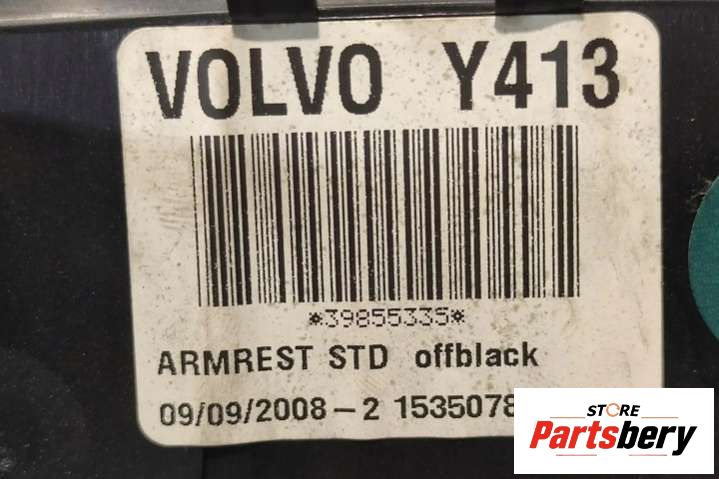 VOLVO Y413
*39855335*
ARMREST STD offblack
09/09/2008-2 1535078
STORE
Partsbery